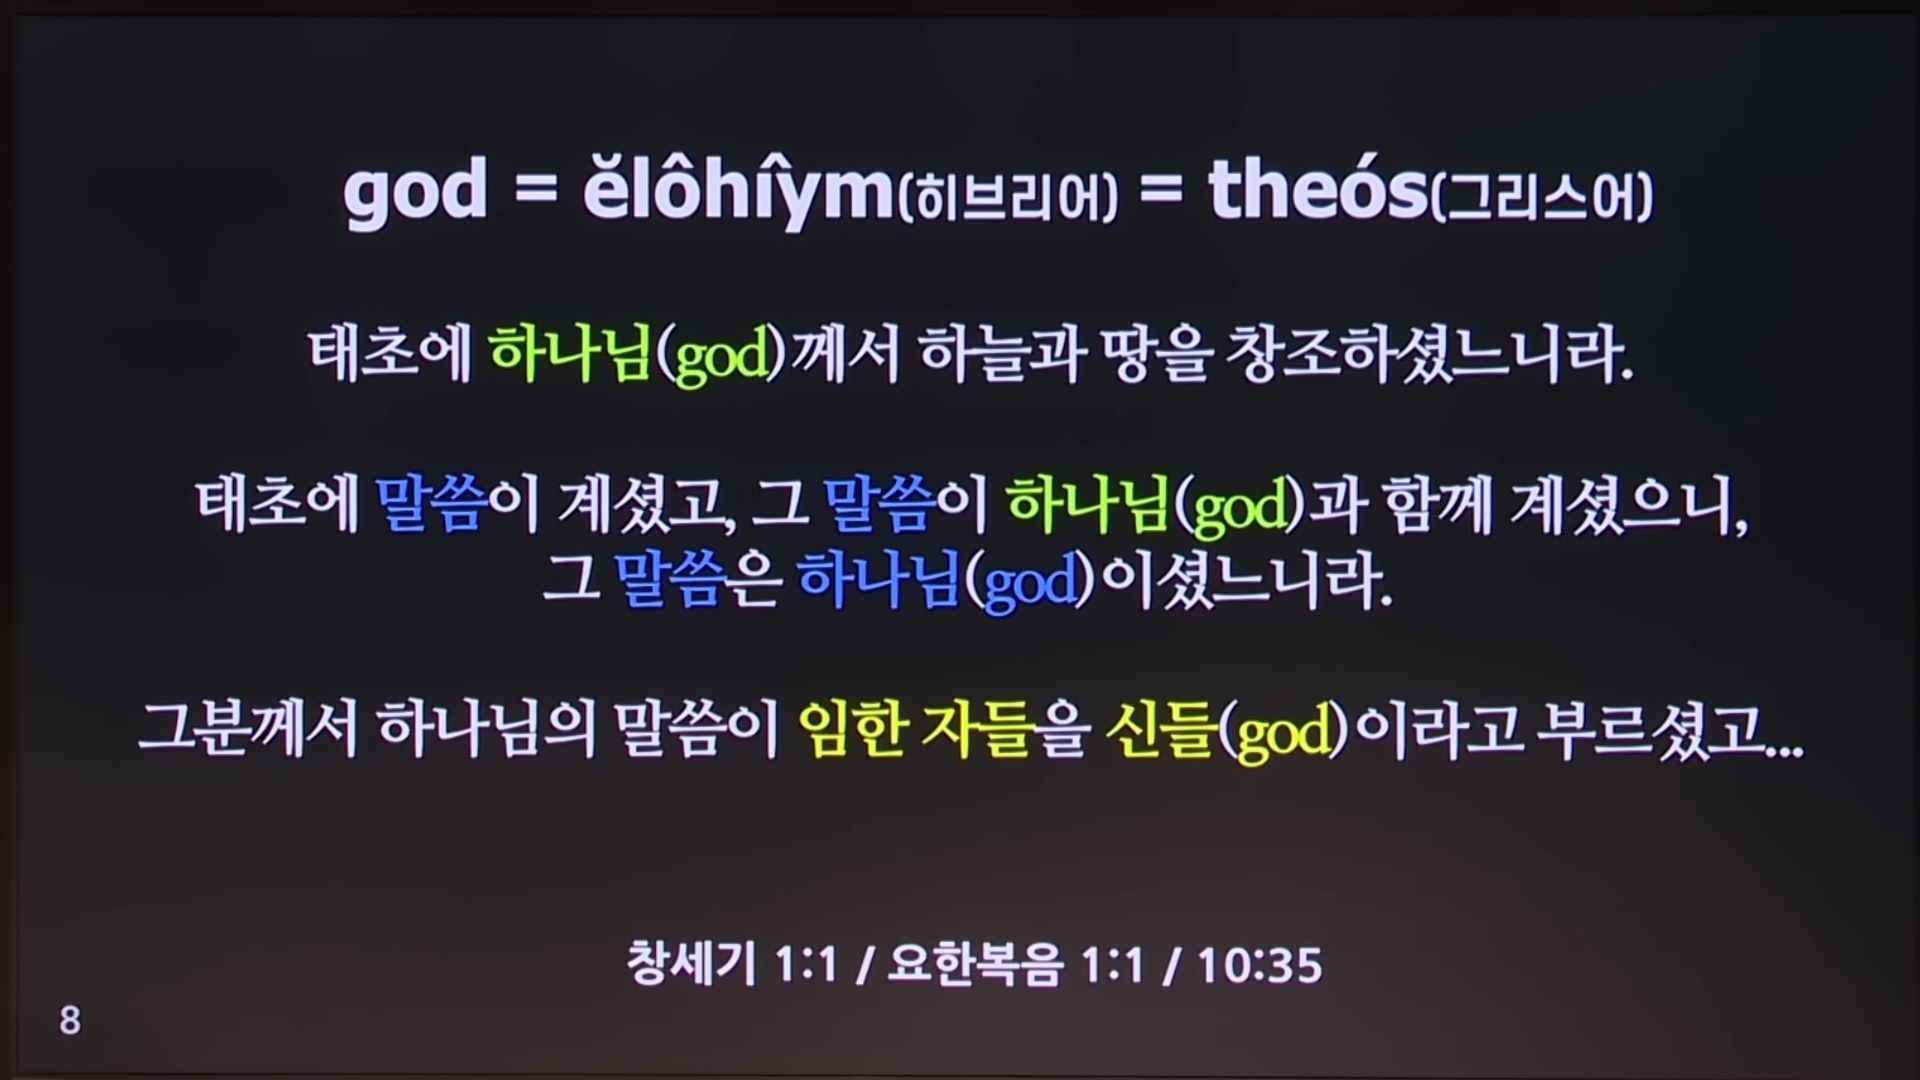 god = ĕlôhîym(히브리어) = theós(그리스어)
태초에 하나님(god)께서 하늘과 땅을 창조하셨느니라.
태초에 말씀이 계셨고, 그 말씀이 하나님(god)과 함께 계셨으니,
그 말씀은 하나님(god)이셨느니라.
그분께서 하나님의 말씀이 임한 자들을 신들(god)이라고 부르셨고...
창세기 1:1 / 요한복음 1:1 / 10:35
8